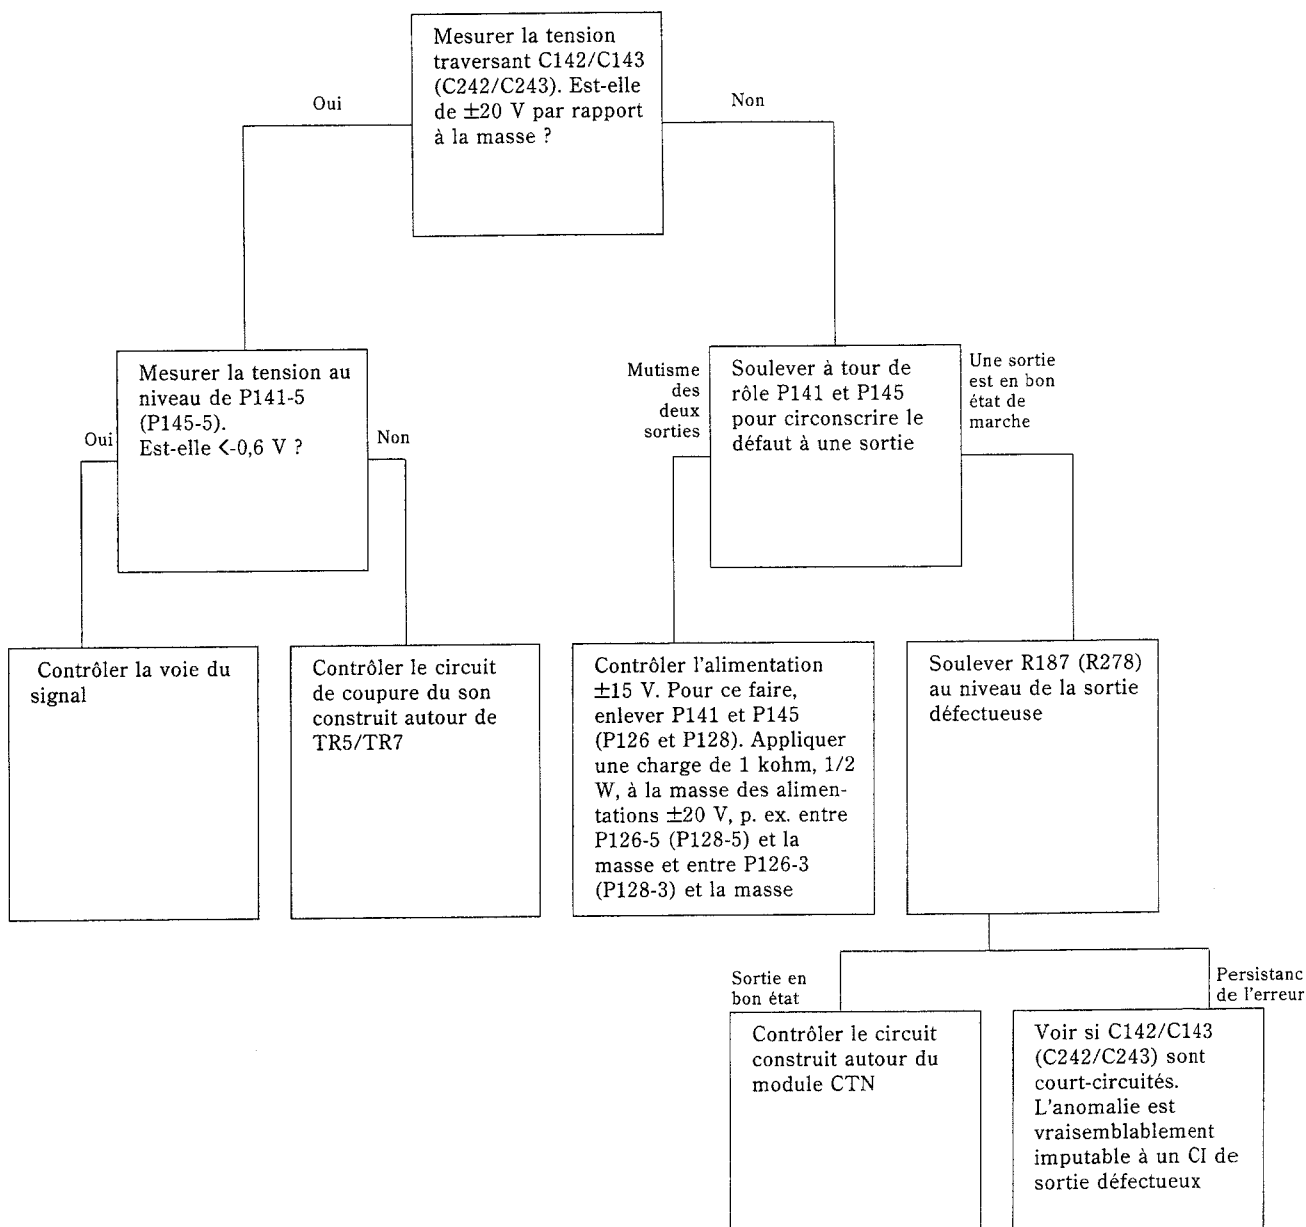 Mesurer la tension
traversant C142/C143
(C242/C243). Est-elle
de ±20 V par rapport
à la masse ?
Oui
Non
Mesurer la tension au
niveau de P141-5
(P145-5).
Est-elle <-0,6 V ?
Oui
Non
Mutisme
des
deux
sorties
Soulever à tour de
rôle P141 et P145
pour circonscrire le
défaut à une sortie
Une sortie
est en bon
état de
marche
Contrôler la voie du
signal
Contrôler le circuit
de coupure du son
construit autour de
TR5/TR7
Contrôler l'alimentation
±15 V. Pour ce faire,
enlever P141 et P145
(P126 et P128). Appliquer
une charge de 1 kohm, 1/2
W, à la masse des alimen-
tations ±20 V, p. ex. entre
P126-5 (P128-5) et la
masse et entre P126-3
(P128-3) et la masse
Soulever R187 (R278)
au niveau de la sortie
défectueuse
Sortie en
bon état
Persistanc
de l'erreur
Contrôler le circuit
construit autour du
module CTN
Voir si C142/C143
(C242/C243) sont
court-circuités.
L'anomalie est
vraisemblablement
imputable à un CI de
sortie défectueux